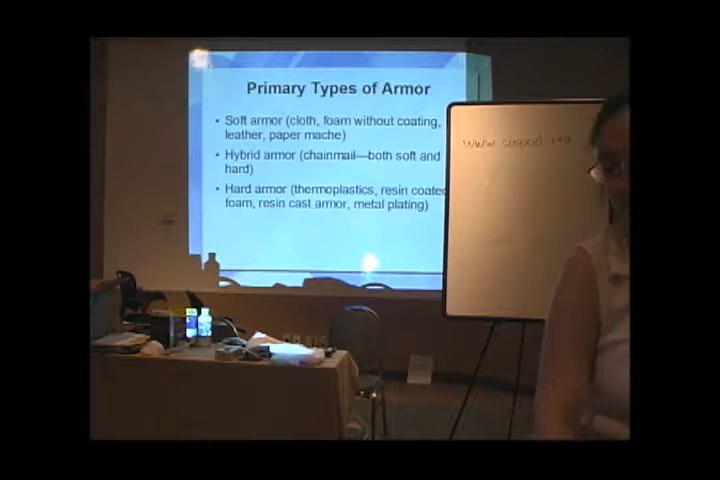 Primary Types of Armor
• Soft armor (cloth, foam without coating,
leather, paper mache)
• Hybrid armor (chainmail—both soft and
hard)
• Hard armor (thermoplastics, resin coated
foam, resin cast armor, metal plating)
www